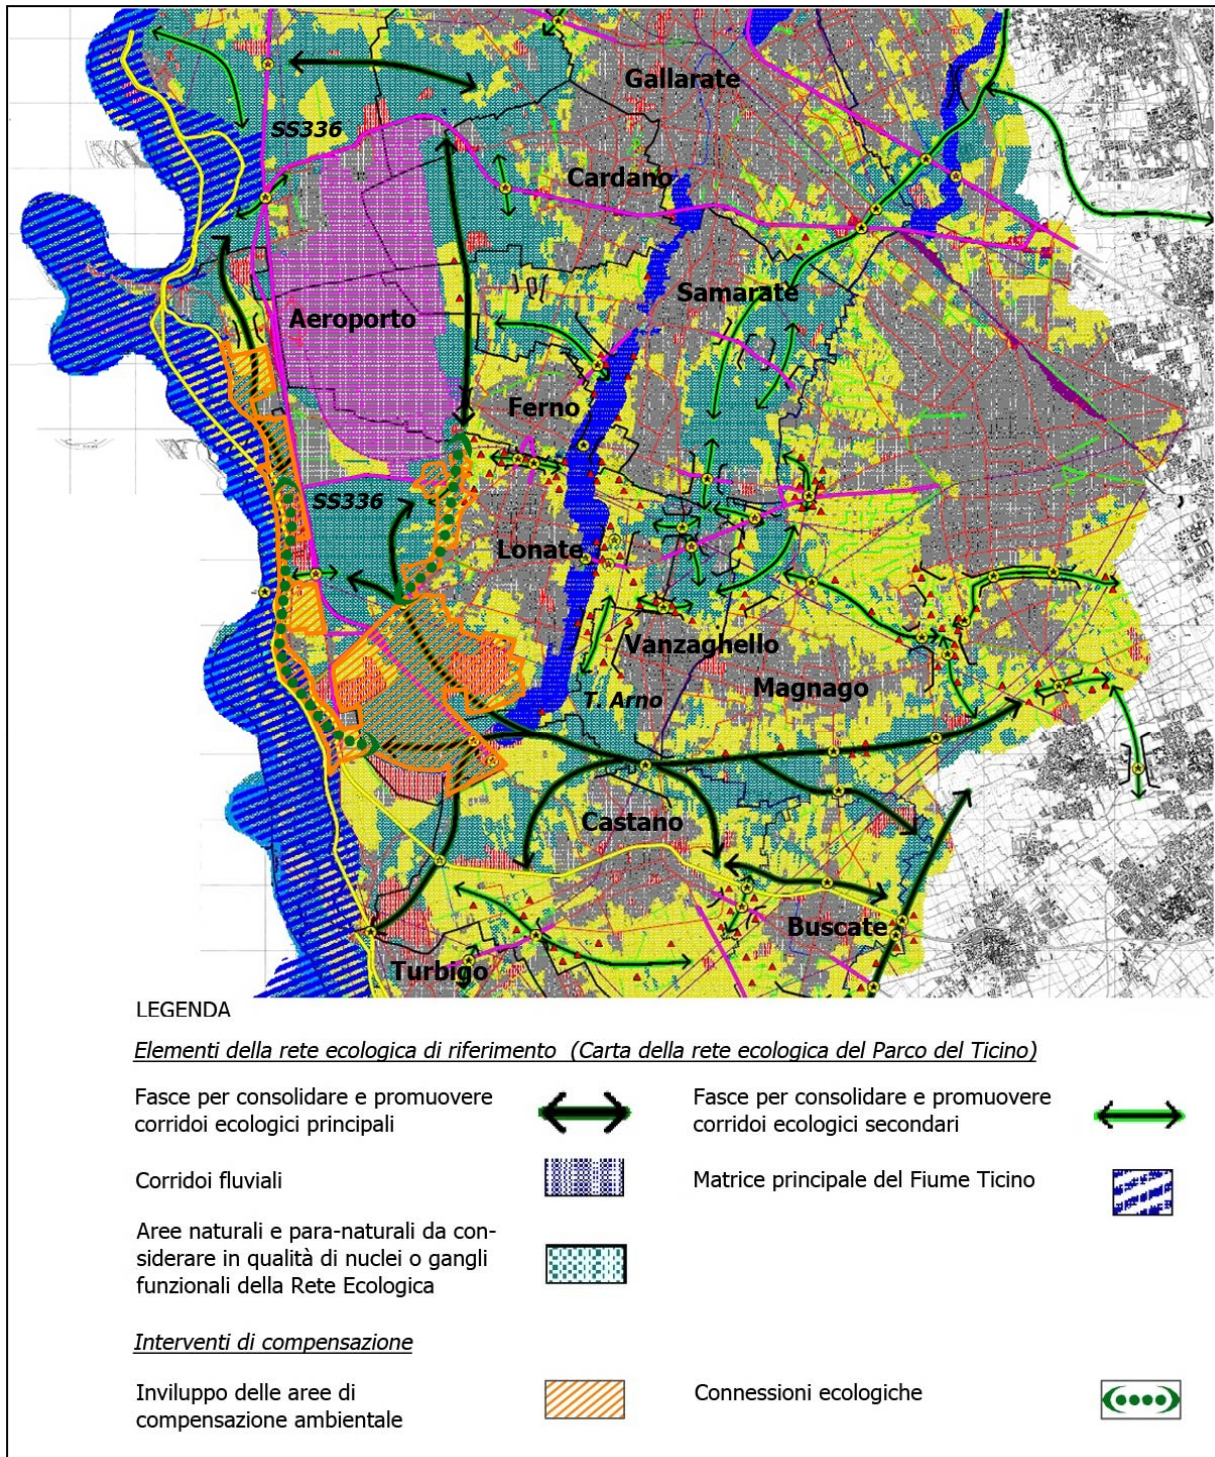 Gallarate
SS336
Cardano
Samarate
Aeroporto
Ferno
SS336
Lonate
Vanzaghello
Magnago
T. Arno
Castano
Buscate
Turbigo
LEGENDA
Elementi della rete ecologica di riferimento (Carta della rete ecologica del Parco del Ticino)
Fasce per consolidare e promuovere
corridoi ecologici principali
Fasce per consolidare e promuovere
corridoi ecologici secondari
Corridoi fluviali
Matrice principale del Fiume Ticino
Aree naturali e para-naturali da con-
siderare in qualità di nuclei o gangli
funzionali della Rete Ecologica
Interventi di compensazione
Inviluppo delle aree di
compensazione ambientale
Connessioni ecologiche